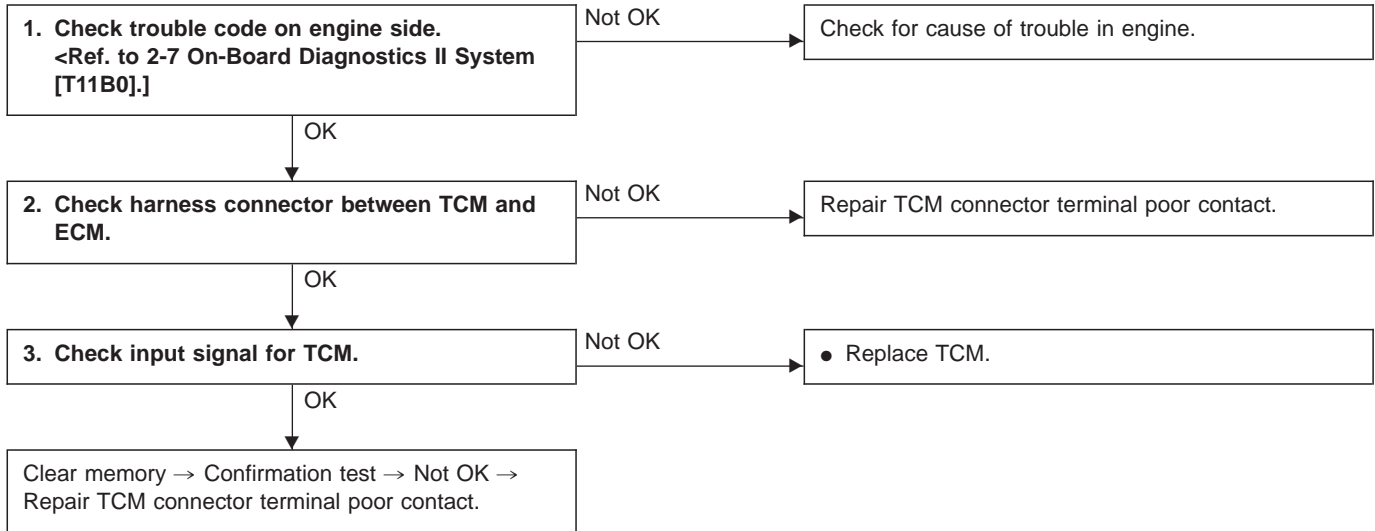 1. Check trouble code on engine side.
<Ref. to 2-7 On-Board Diagnostics II System
[T11B0].]
Not OK
Check for cause of trouble in engine.
OK
2. Check harness connector between TCM and
ECM.
Not OK
Repair TCM connector terminal poor contact.
OK
3. Check input signal for TCM.
Not OK
● Replace TCM.
OK
Clear memory → Confirmation test → Not OK →
Repair TCM connector terminal poor contact.